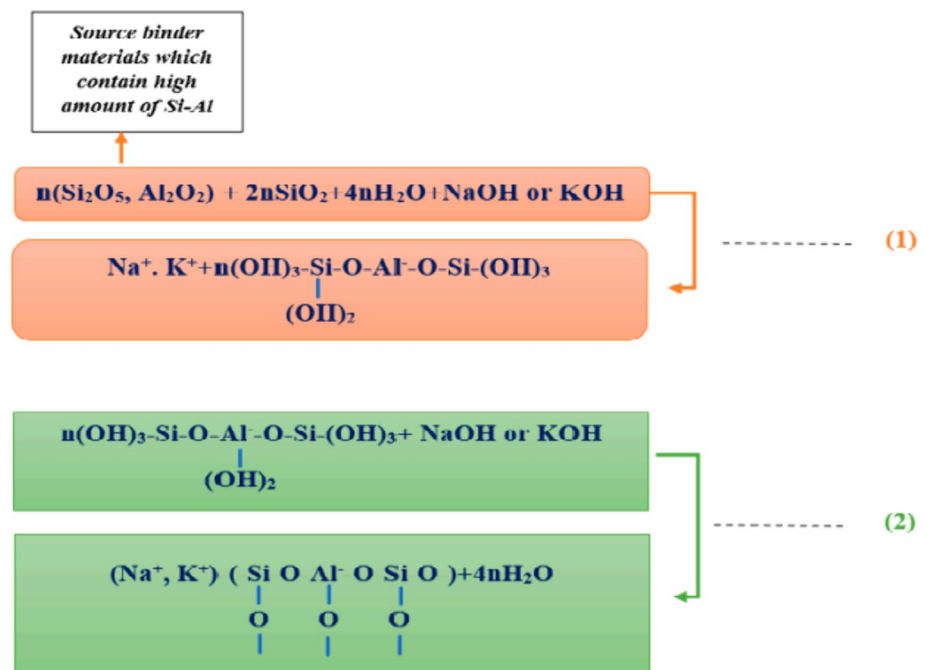 Source binder
materials which
contain high
amount of Si-Al
n(Si₂O₅, Al₂O₂) + 2nSiO₂+4nH₂O+NaOH or KOH
(1)
Na⁺. K⁺+n(OII)₃-Si-O-Al⁻-O-Si-(OII)₃
(OII)₂
n(OH)₃-Si-O-Al⁻-O-Si-(OH)₃+ NaOH or KOH
(OH)₂
(2)
(Na⁺, K⁺) ( Si O Al⁻ O Si O )+4nH₂O
O O O